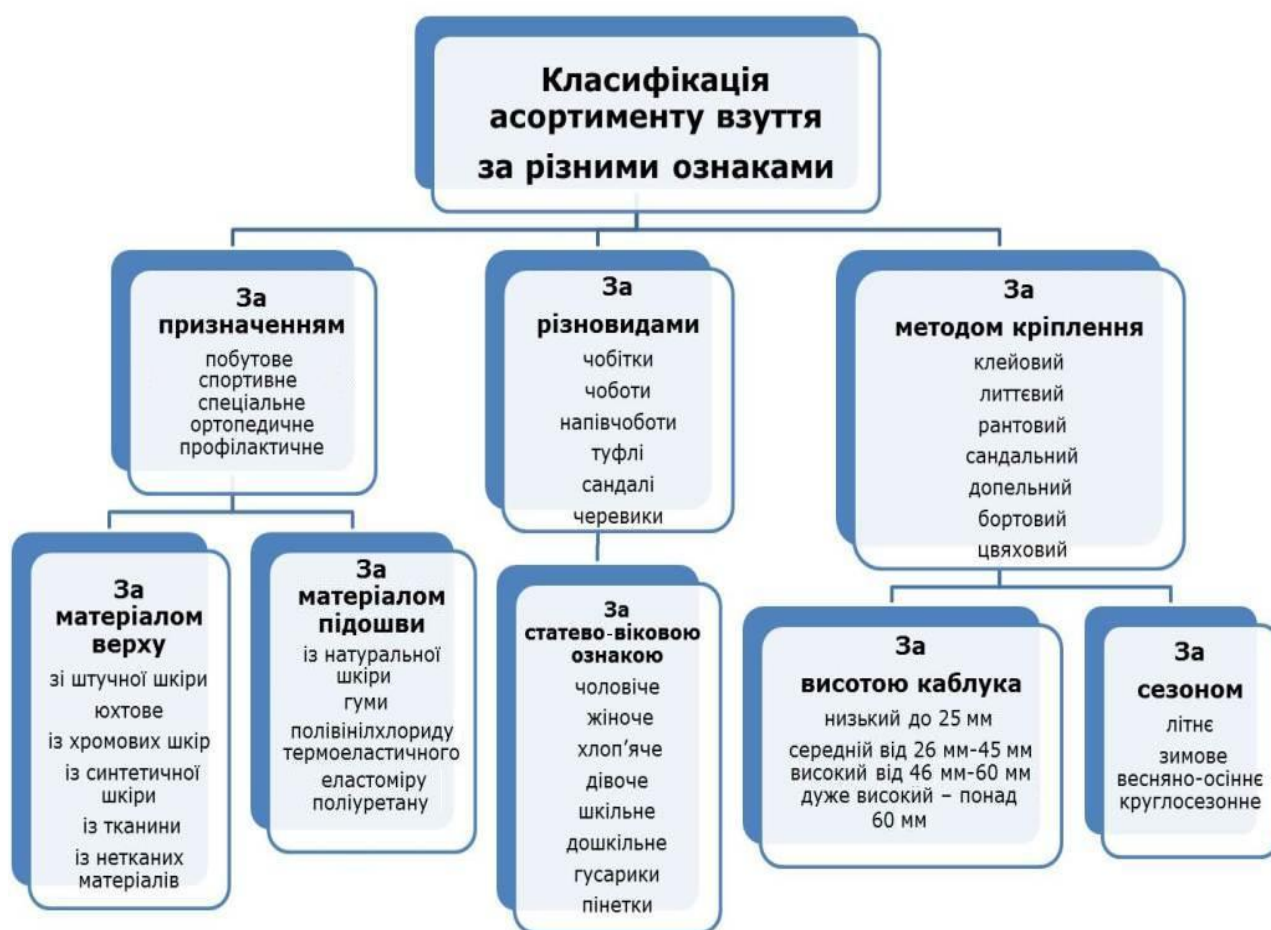 Класифікація
асортименту взуття
за різними ознаками
За
призначенням
побутове
спортивне
спеціальне
ортопедичне
профілактичне
За
різновидами
чобітки
чоботи
напівчоботи
туфлі
сандалі
черевики
За
методом кріплення
клейовий
литтєвий
рантовий
сандальний
допельний
бортовий
цвяховий
За
матеріалом
верху
зі штучної шкіри
юхтове
із хромових шкір
із синтетичної
шкіри
із тканини
із нетканих
матеріалів
За
матеріалом
підошви
із натуральної
шкіри
гуми
полівінілхлориду
термоеластичного
еластоміру
поліуретану
За
статево-віковою
ознакою
чоловіче
жіноче
хлоп’яче
дівоче
шкільне
дошкільне
гусарики
пінетки
За
висотою каблука
низький до 25 мм
середній від 26 мм-45 мм
високий від 46 мм-60 мм
дуже високий – понад
60 мм
За
сезоном
літнє
зимове
весняно-осіннє
круглосезонне